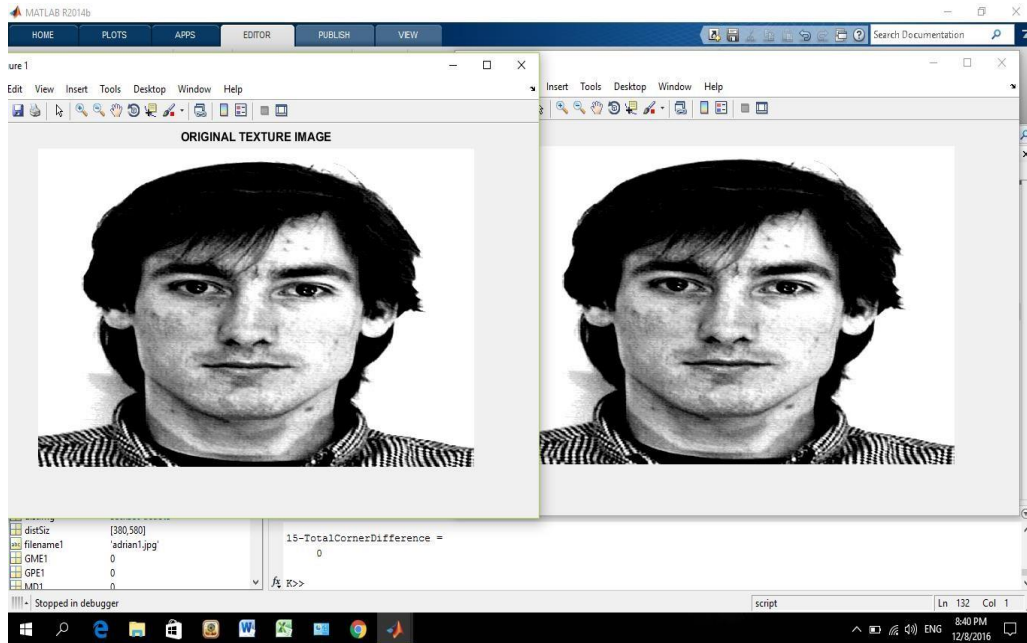 MATLAB R2014b
HOME PLOTS APPS EDITOR PUBLISH VIEW Search Documentation
ure 1
Edit View Insert Tools Desktop Window Help
Insert Tools Desktop Window Help
ORIGINAL TEXTURE IMAGE
distSiz [380,580]
filename1 'adrian1.jpg'
GME1 0
GPE1 0
MD1 0
15-TotalCornerDifference =
0
fx K>>
Stopped in debugger script Ln 132 Col 1
ENG 8:40 PM
12/8/2016